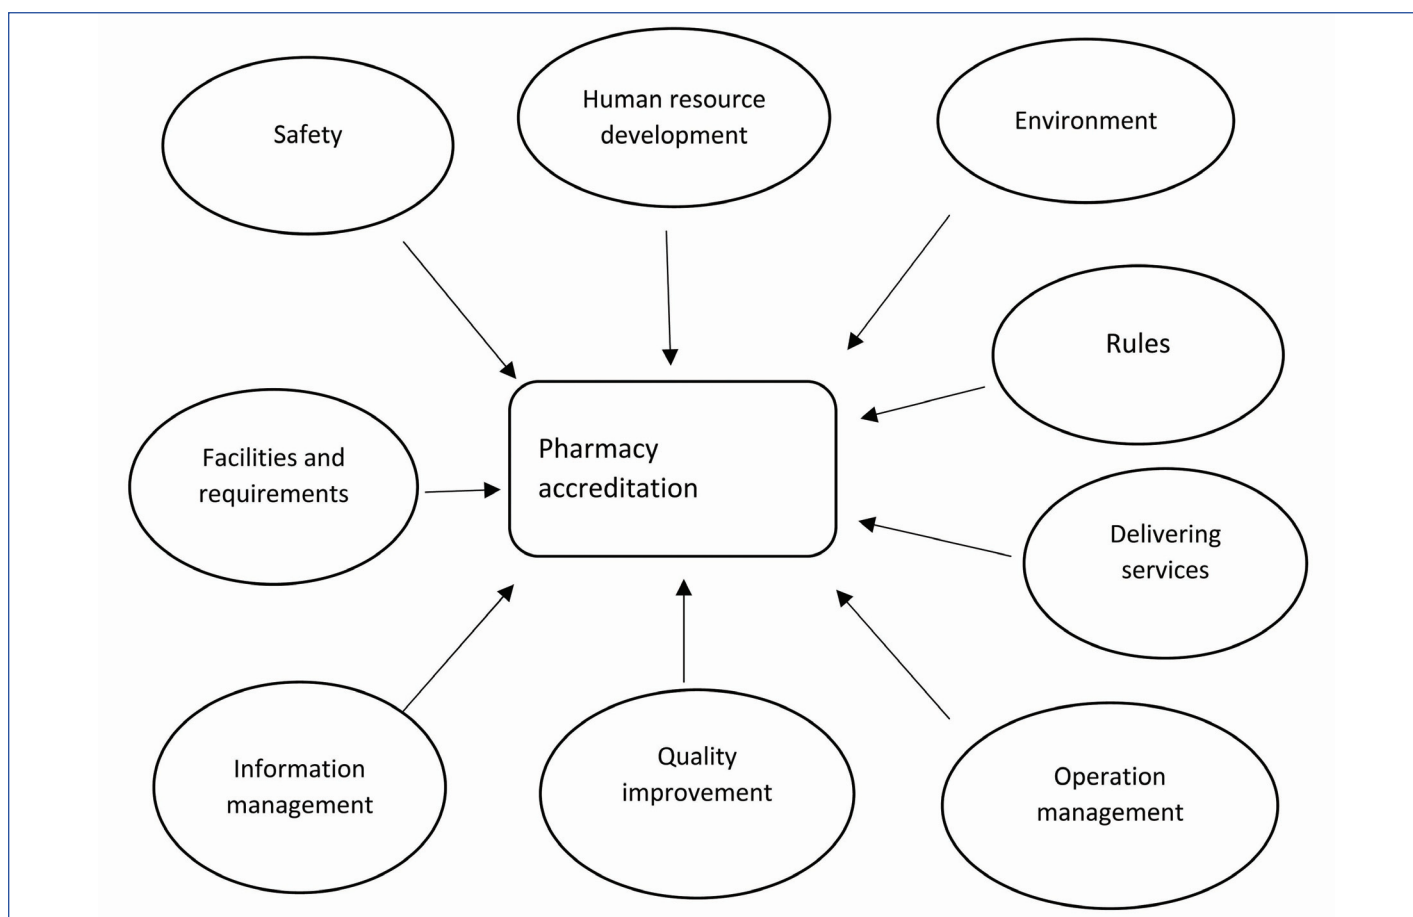 Safety
Human resource
development
Environment
Rules
Facilities and
requirements
Pharmacy
accreditation
Delivering
services
Information
management
Quality
improvement
Operation
management